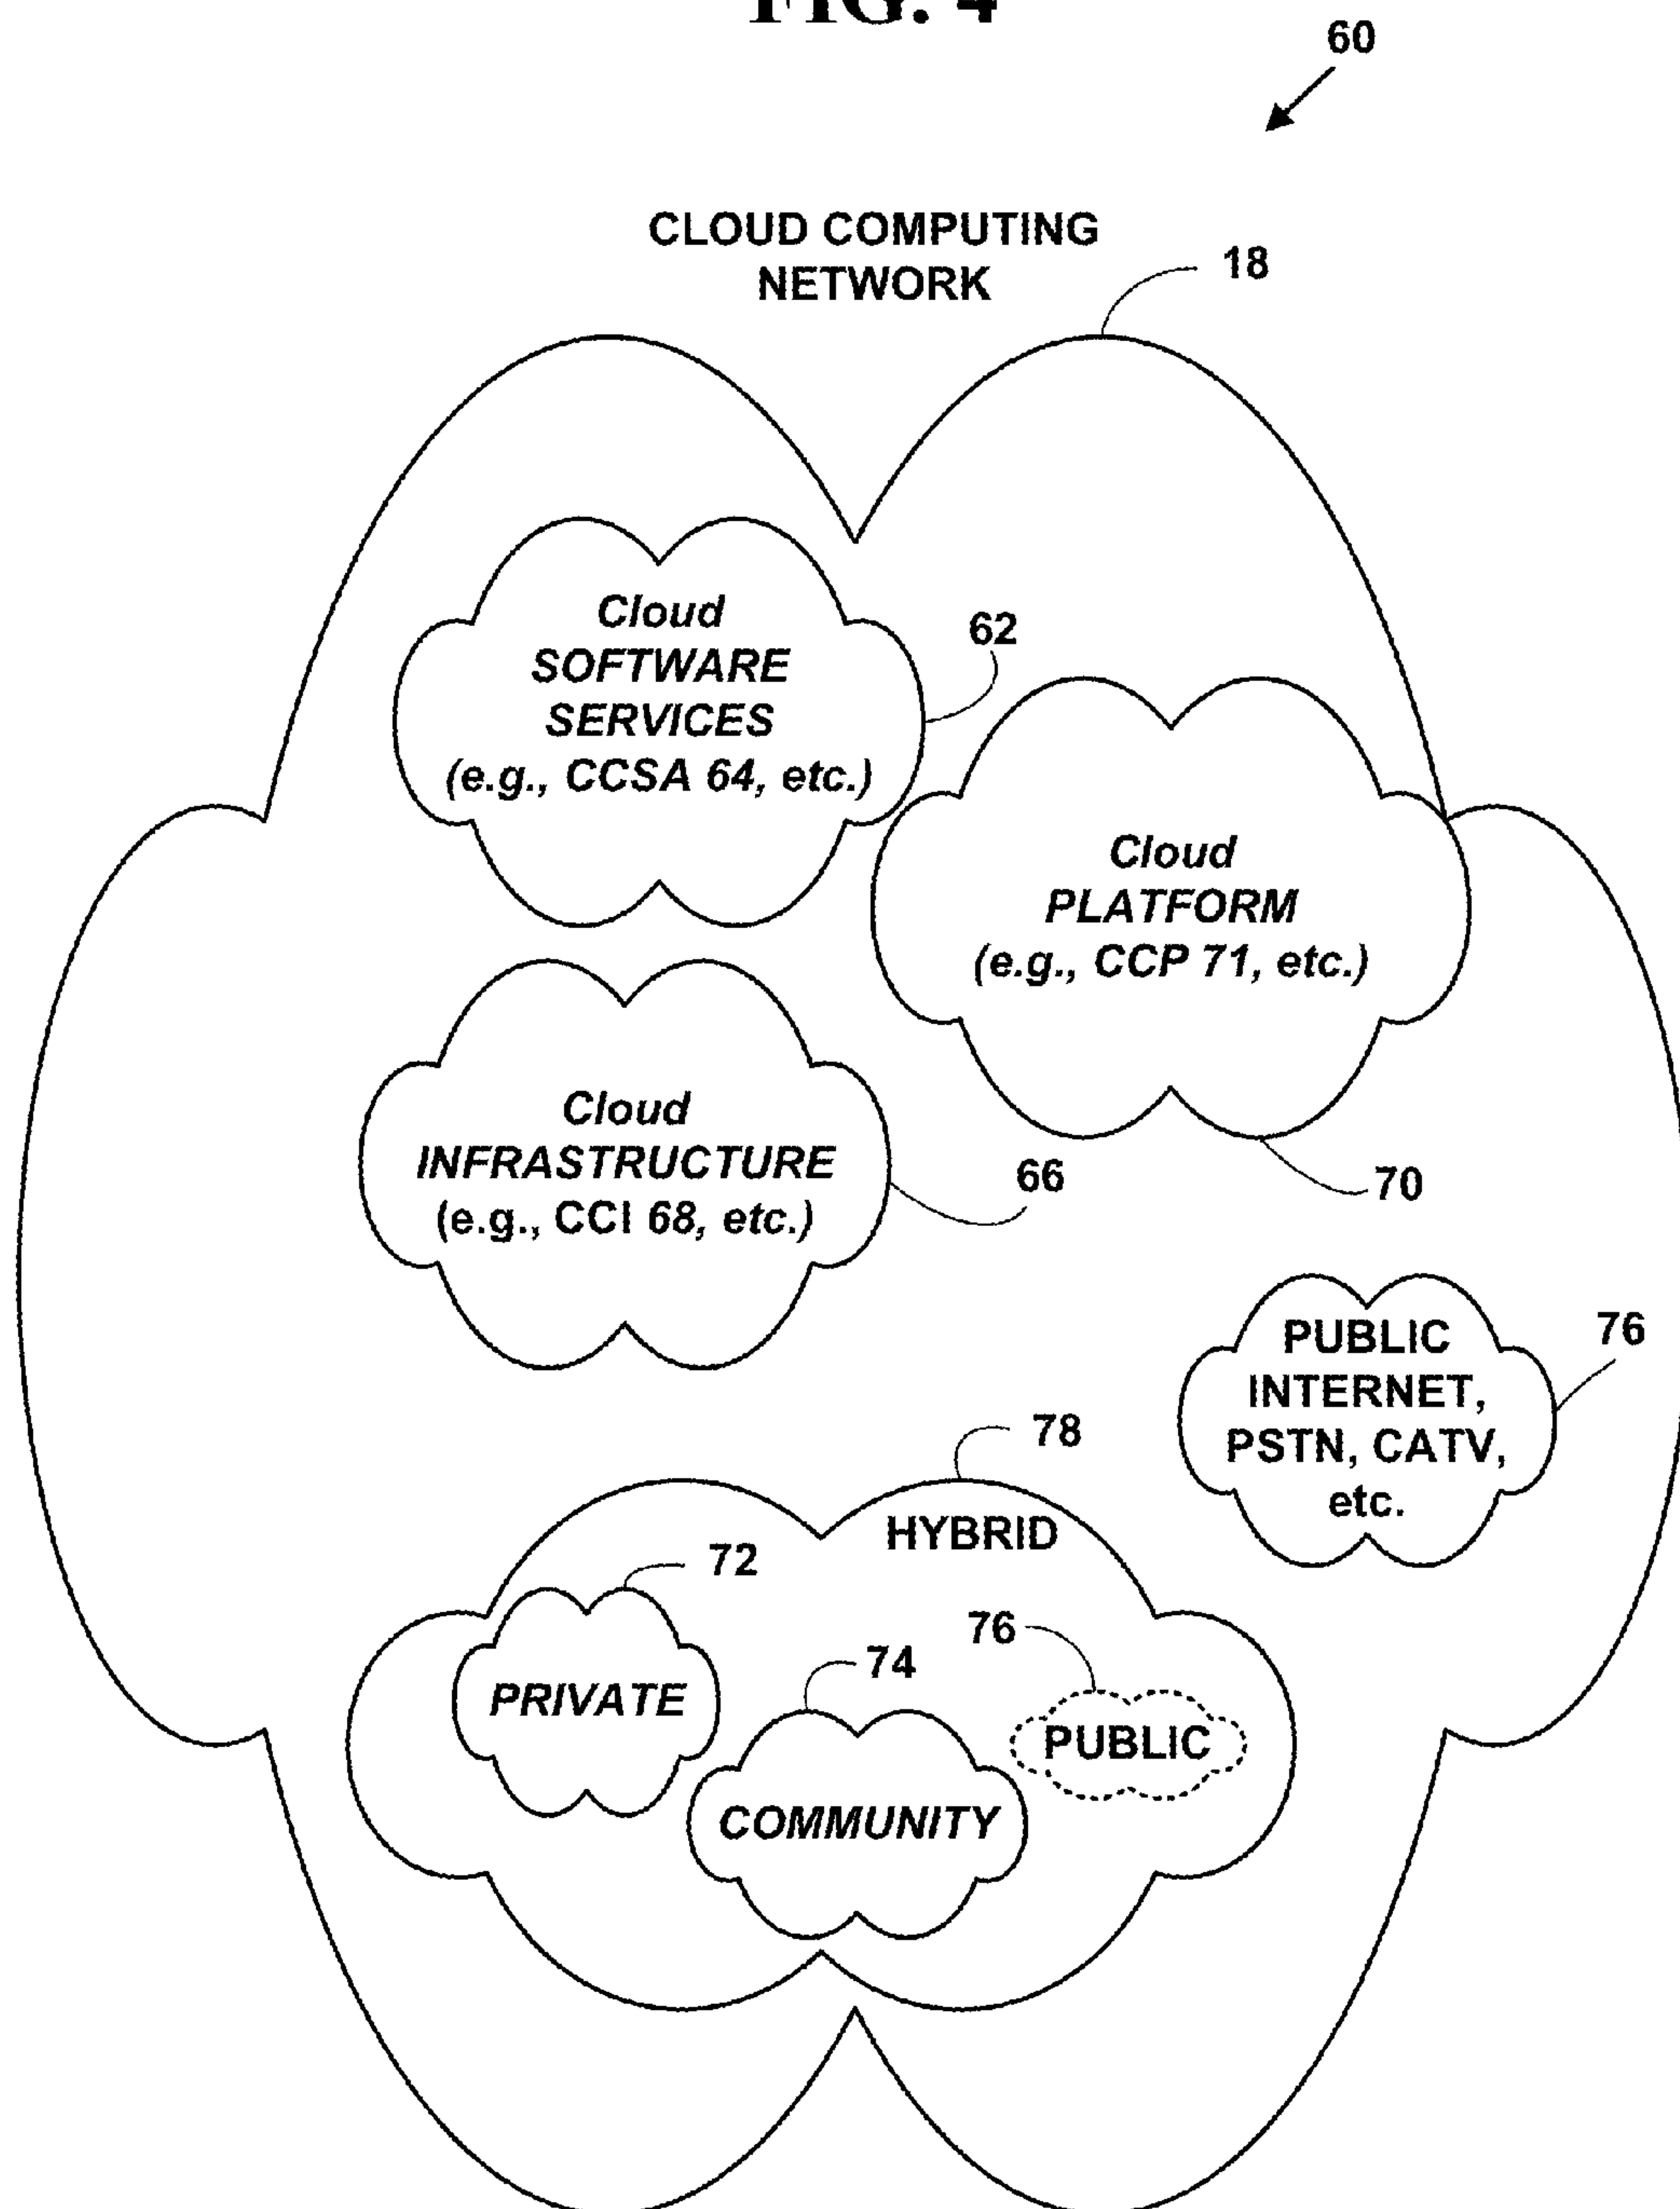 FIG. 4
60
CLOUD COMPUTING
NETWORK
18
Cloud
SOFTWARE
SERVICES
(e.g., CCSA 64, etc.)
62
Cloud
PLATFORM
(e.g., CCP 71, etc.)
70
Cloud
INFRASTRUCTURE
(e.g., CCI 68, etc.)
66
PUBLIC
INTERNET,
PSTN, CATV,
etc.
76
78
HYBRID
72
PRIVATE
74
COMMUNITY
76
PUBLIC